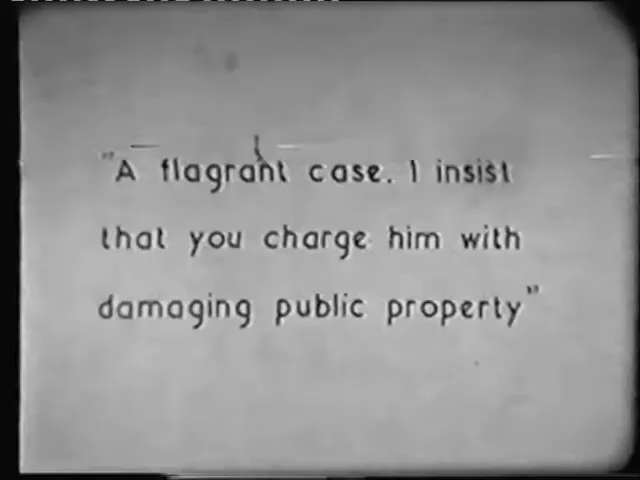 "A flagrant case. I insist
that you charge him with
damaging public property"